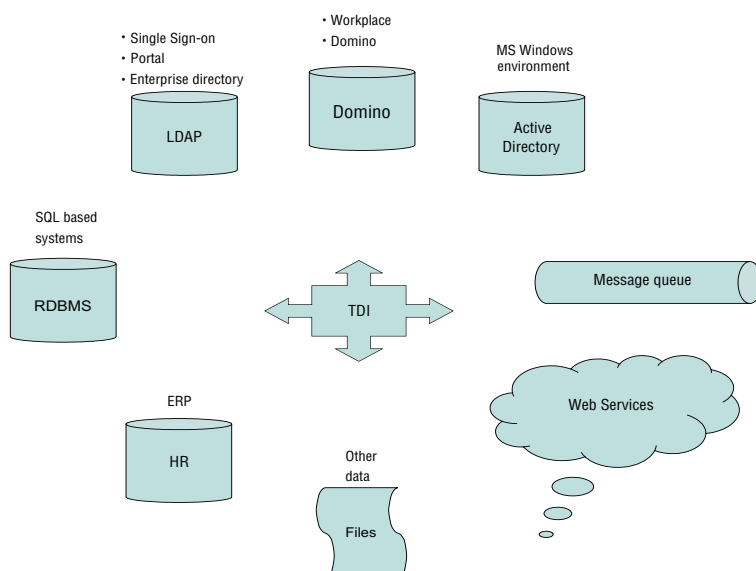 • Single Sign-on
• Portal
• Enterprise directory
LDAP
• Workplace
• Domino
Domino
MS Windows
environment
Active
Directory
SQL based
systems
RDBMS
TDI
Message queue
Web Services
ERP
HR
Other
data
Files